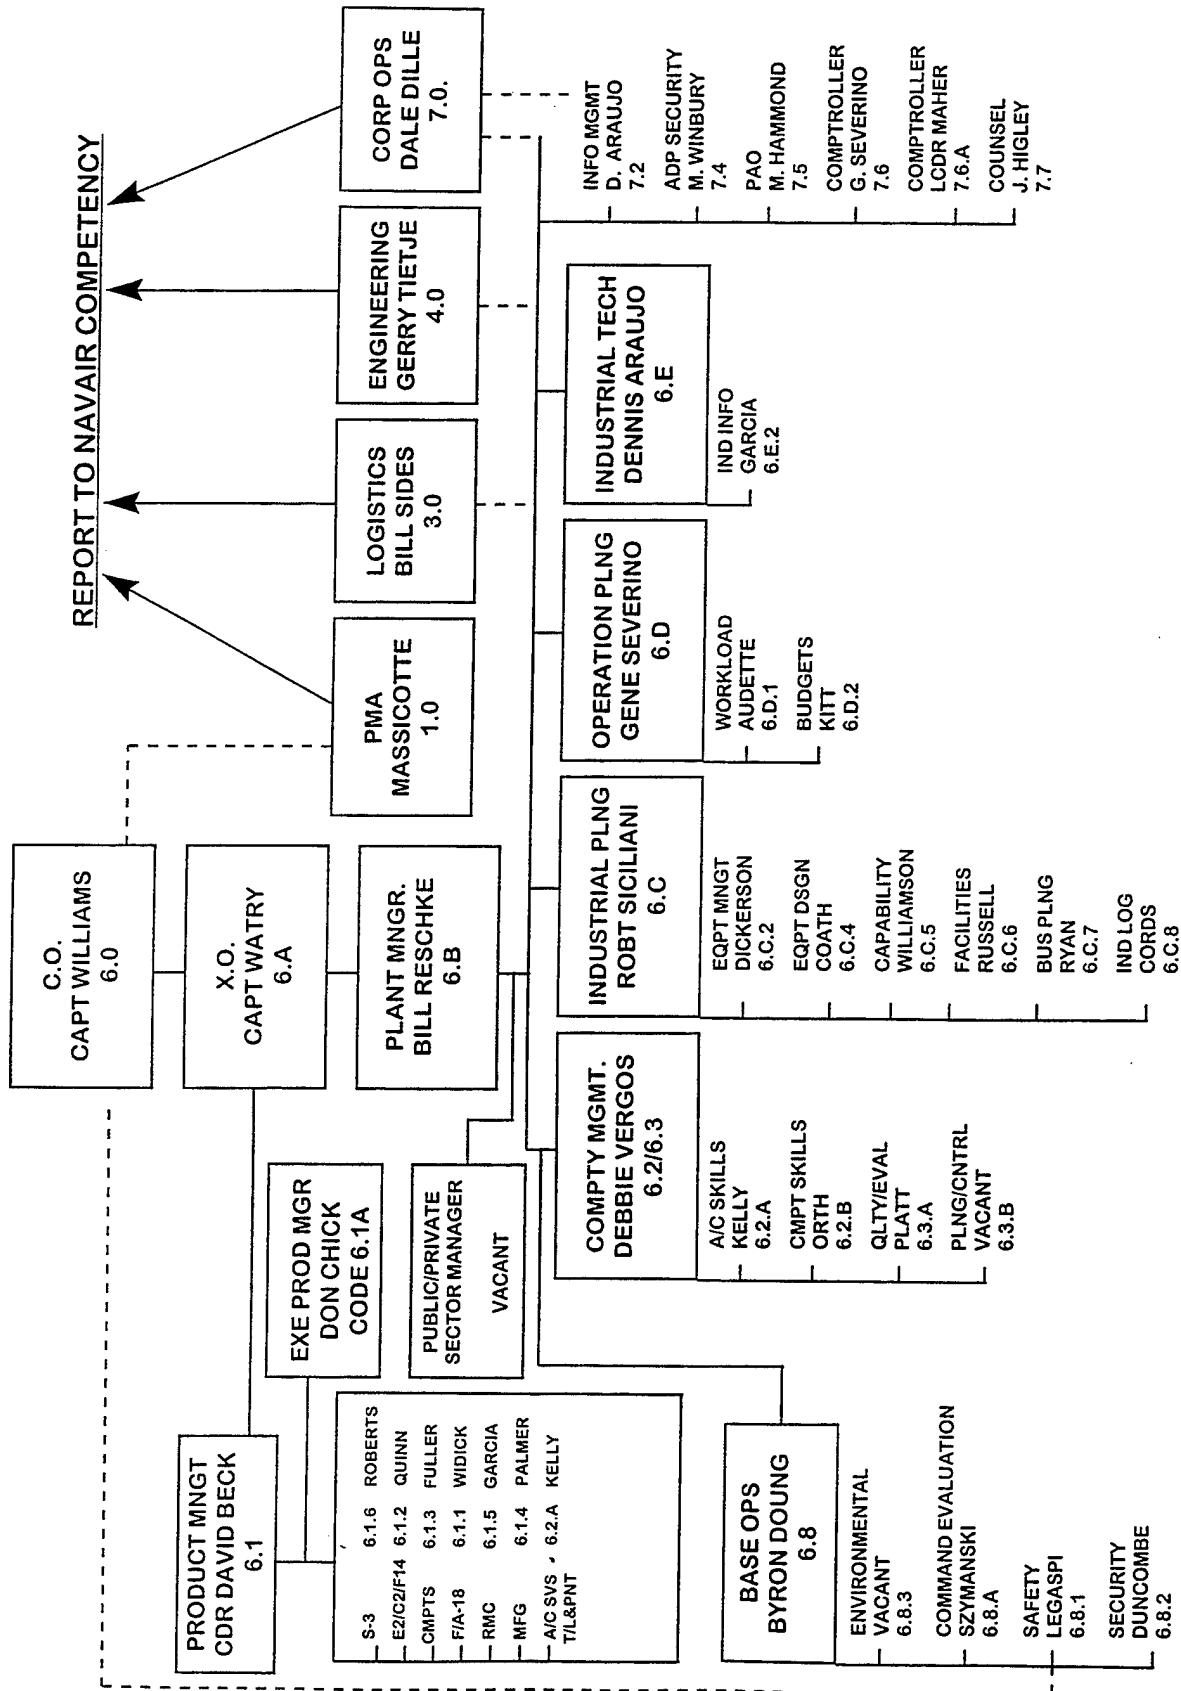 REPORT TO NAVAIR COMPETENCY
C.O.
CAPT WILLIAMS
6.0
X.O.
CAPT WATRY
6.A
PLANT MNGR.
BILL RESCHKE
6.B
PMA
MASSICOTTE
1.0
LOGISTICS
BILL SIDES
3.0
ENGINEERING
GERRY TIETJE
4.0
CORP OPS
DALE DILLE
7.0.
PRODUCT MNGT
CDR DAVID BECK
6.1
EXE PROD MGR
DON CHICK
CODE 6.1A
S-3 6.1.6 ROBERTS
E2/C2/F14 6.1.2 QUINN
CMPTS 6.1.3 FULLER
F/A-18 6.1.1 WIDICK
RMC 6.1.5 GARCIA
MFG 6.1.4 PALMER
A/C SVS 6.2.A KELLY
T/L&PNT
PUBLIC/PRIVATE
SECTOR MANAGER
VACANT
BASE OPS
BYRON DOUNG
6.8
ENVIRONMENTAL
VACANT
6.8.3
COMMAND EVALUATION
SZYMANSKI
6.8.A
SAFETY
LEGASPI
6.8.1
SECURITY
DUNCOMBE
6.8.2
COMPTY MGMT.
DEBBIE VERGOS
6.2/6.3
A/C SKILLS
KELLY
6.2.A
CMPT SKILLS
ORTH
6.2.B
QLTY/EVAL
PLATT
6.3.A
PLNG/CNTRL
VACANT
6.3.B
INDUSTRIAL PLNG
ROBT SICILIANI
6.C
EQPT MNGT
DICKERSON
6.C.2
EQPT DSGN
COATH
6.C.4
CAPABILITY
WILLIAMSON
6.C.5
FACILITIES
RUSSELL
6.C.6
BUS PLNG
RYAN
6.C.7
IND LOG
CORDS
6.C.8
OPERATION PLNG
GENE SEVERINO
6.D
WORKLOAD
AUDETTE
6.D.1
BUDGETS
KITT
6.D.2
INDUSTRIAL TECH
DENNIS ARAUJO
6.E
IND INFO
GARCIA
6.E.2
INFO MGMT
D. ARAUJO
7.2
ADP SECURITY
M. WINBURY
7.4
PAO
M. HAMMOND
7.5
COMPTROLLER
G. SEVERINO
7.6
COMPTROLLER
LCDR MAHER
7.6.A
COUNSEL
J. HIGLEY
7.7